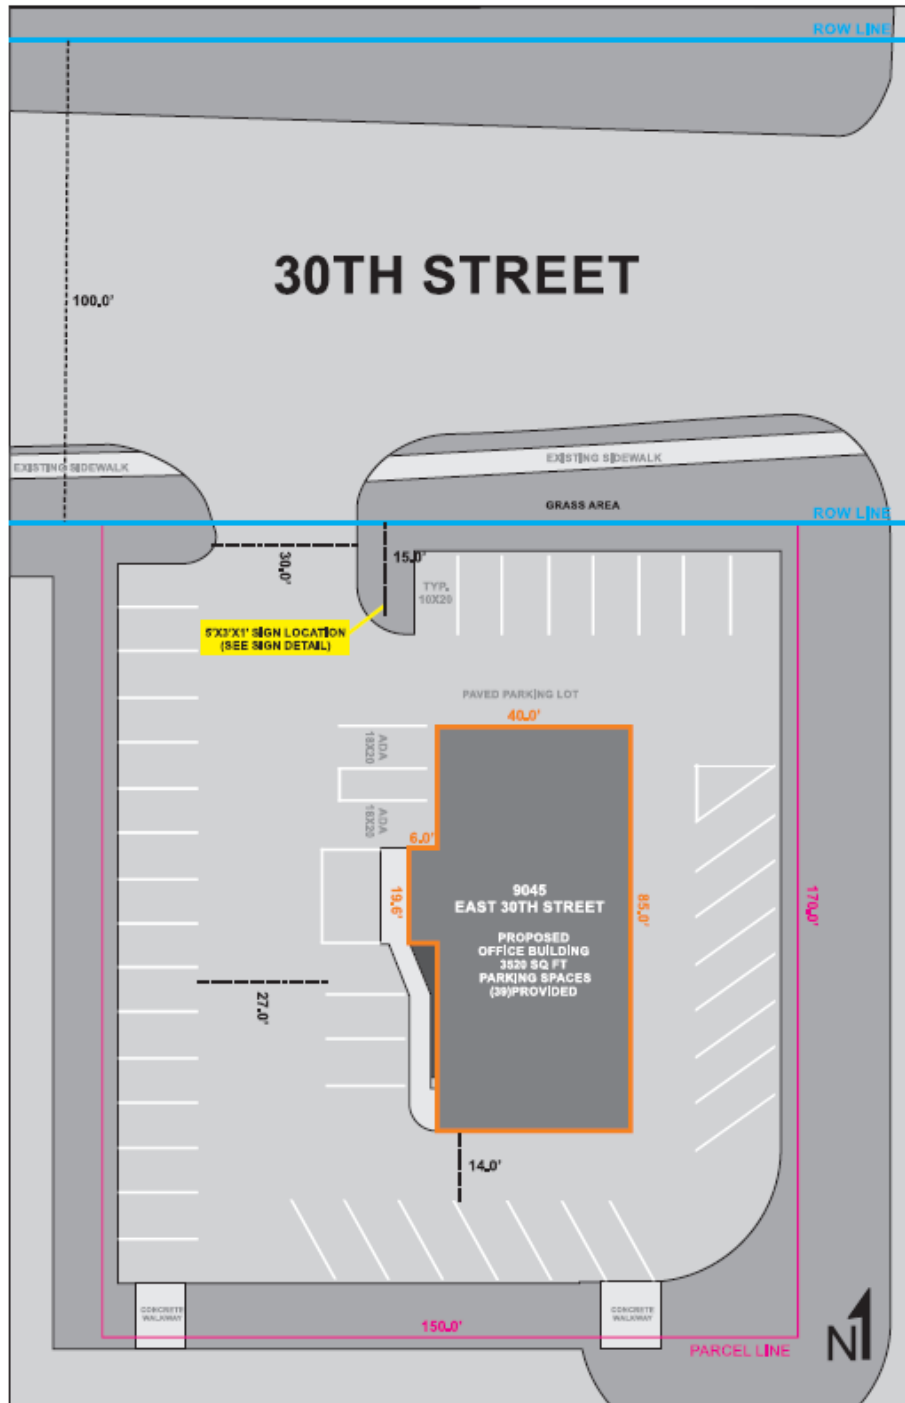 ROW LINE
30TH STREET
100.0'
EXISTING SIDEWALK
EXISTING SIDEWALK
GRASS AREA
ROW LINE
30.0'
15.0'
TYP.
10X20
5'X3'X1' SIGN LOCATION
(SEE SIGN DETAIL)
PAVED PARKING LOT
40.0'
ADA
18X20
ADA
18X20
6.0'
19.6'
9045
EAST 30TH STREET
PROPOSED
OFFICE BUILDING
3520 SQ FT
PARKING SPACES
(39)PROVIDED
85.0'
170.0'
27.0'
14.0'
CONCRETE
WALKWAY
CONCRETE
WALKWAY
150.0'
PARCEL LINE
N